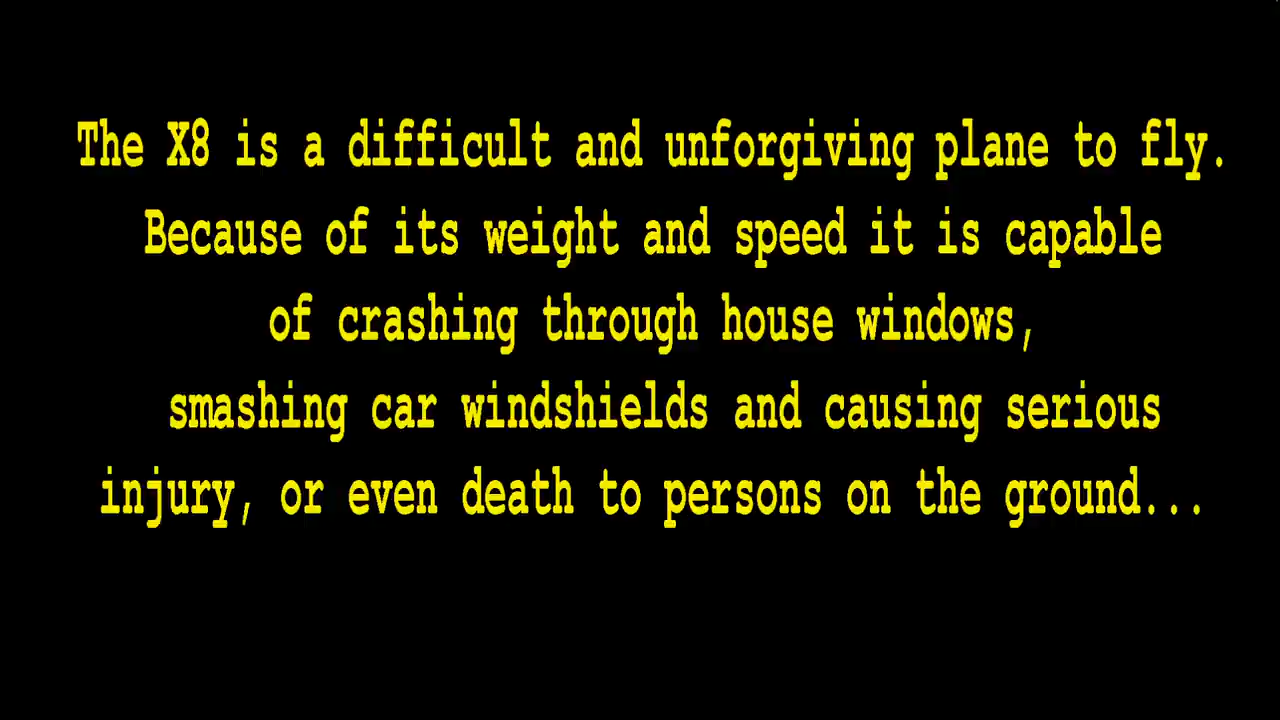 The X8 is a difficult and unforgiving plane to fly.
Because of its weight and speed it is capable
of crashing through house windows,
smashing car windshields and causing serious
injury, or even death to persons on the ground...